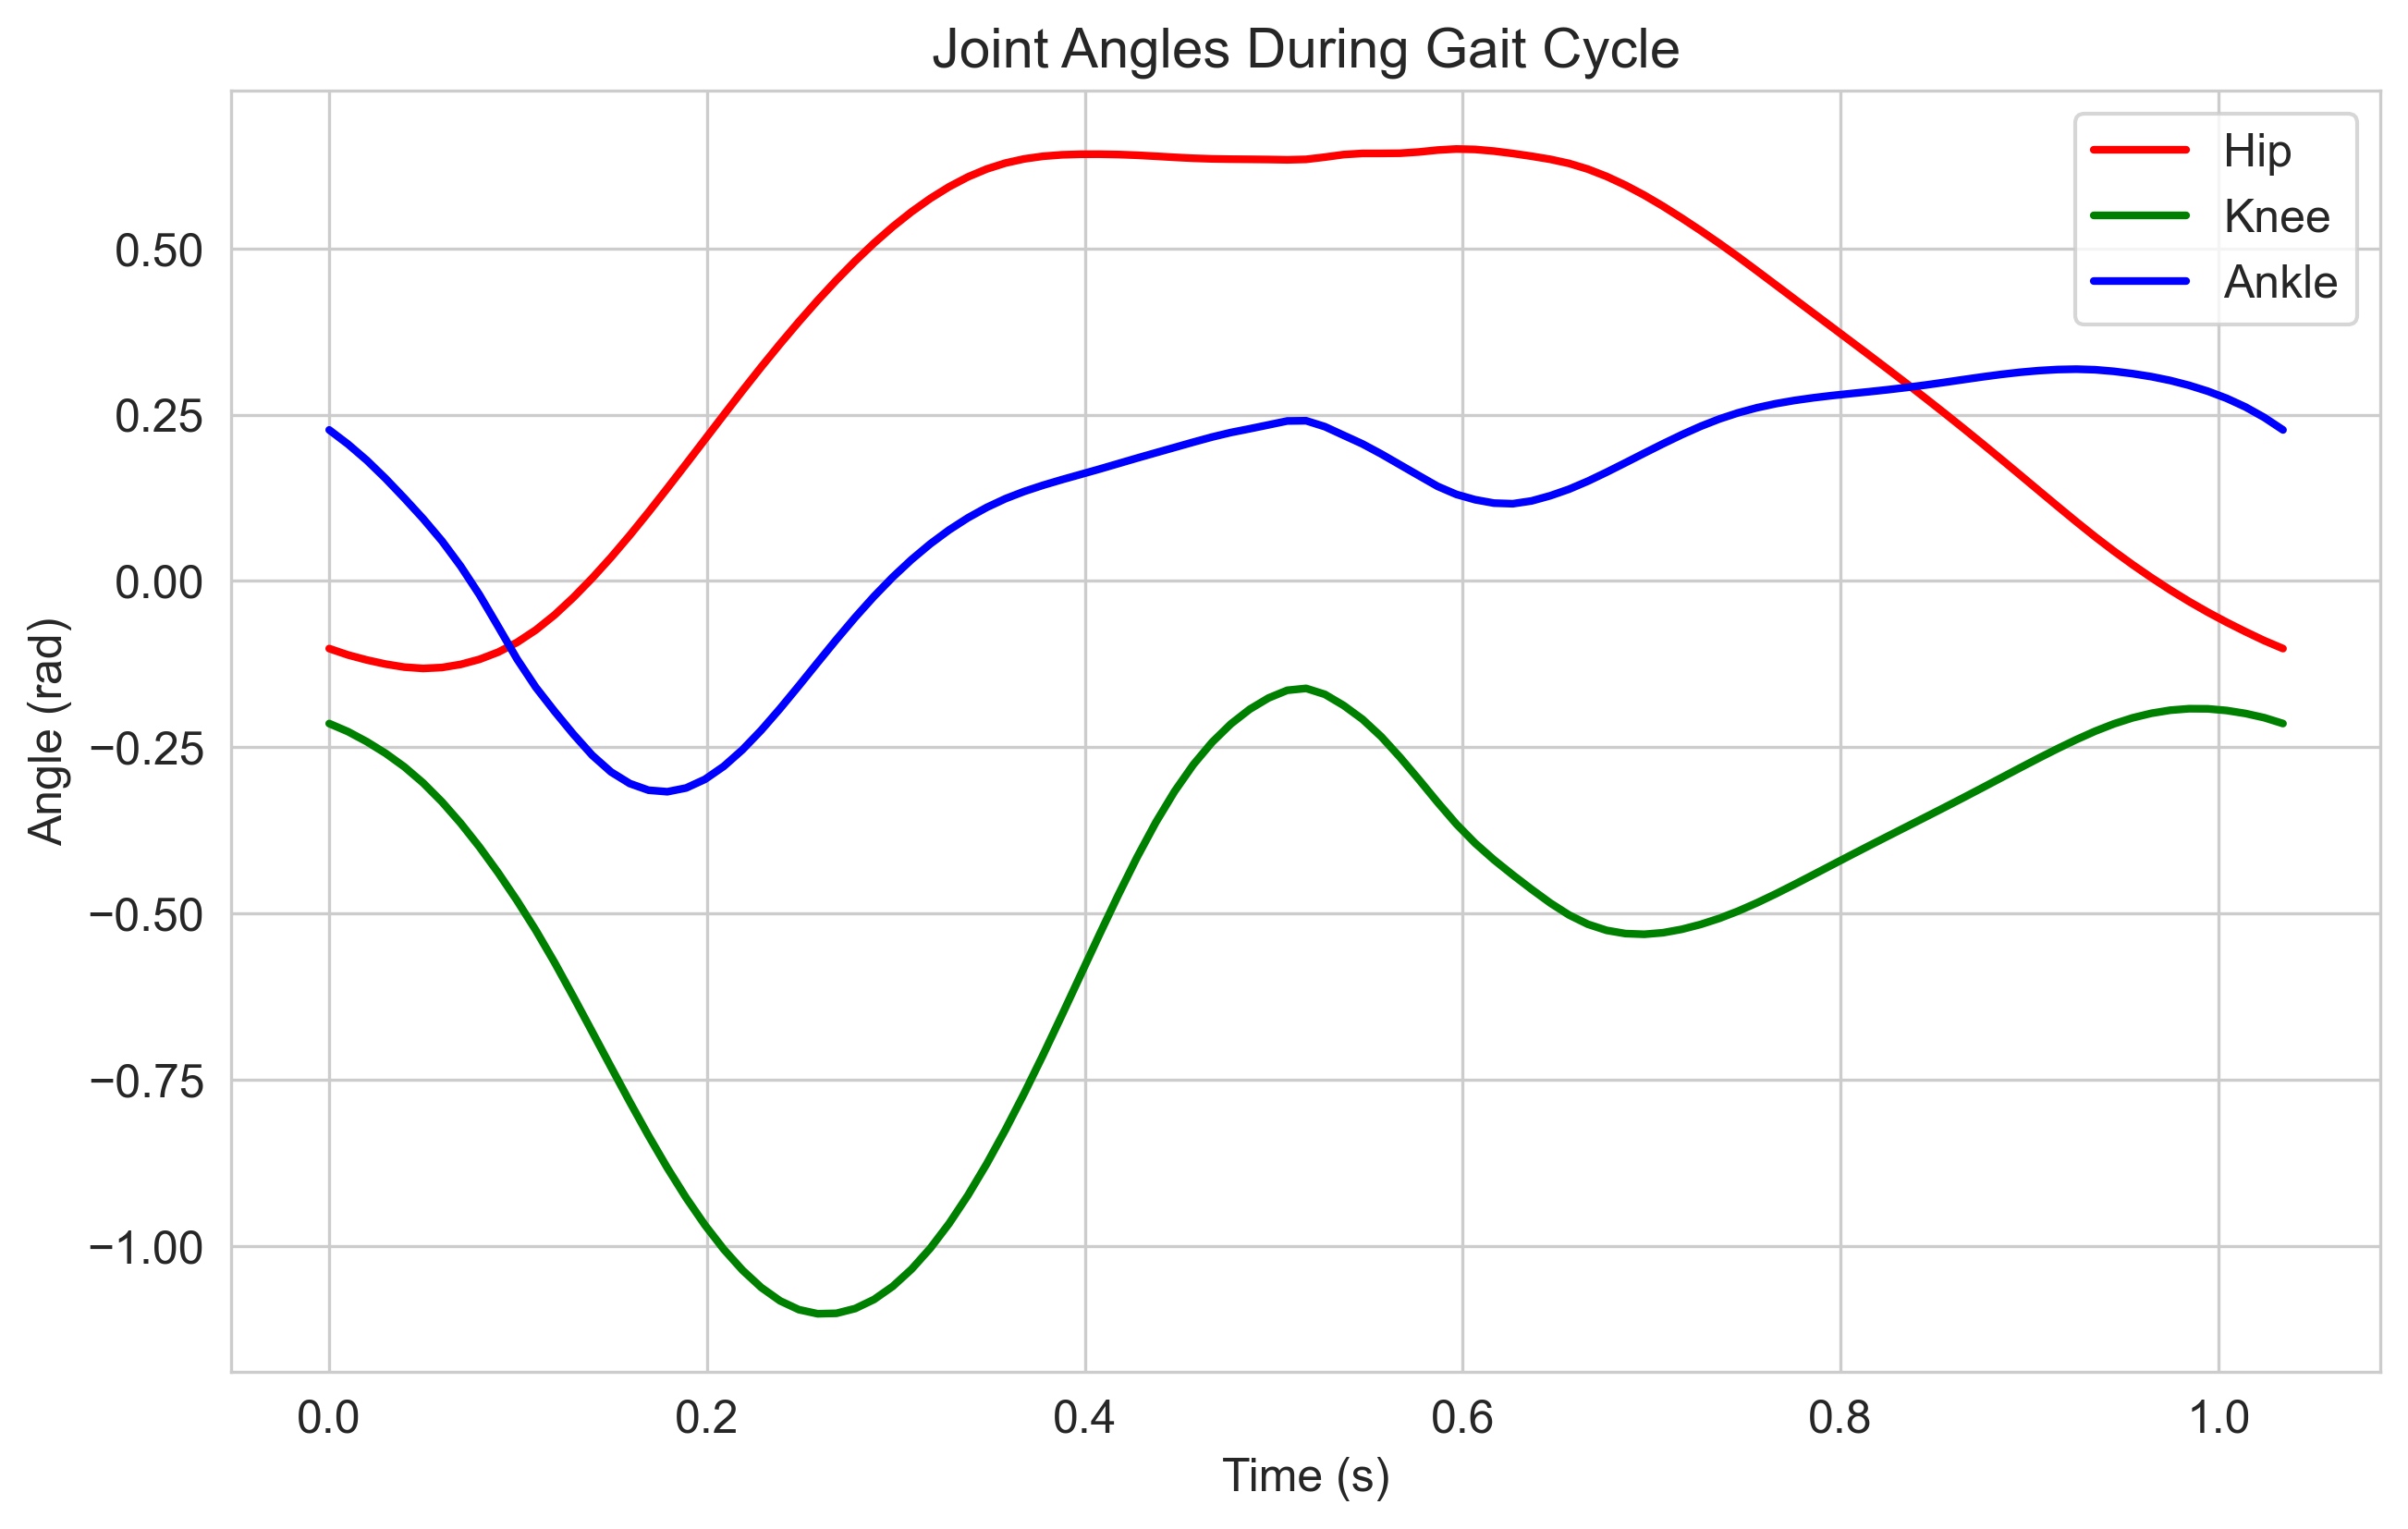 Joint Angles During Gait Cycle
Hip
Knee
Ankle
Angle (rad)
0.50
0.25
0.00
−0.25
−0.50
−0.75
−1.00
0.0 0.2 0.4 0.6 0.8 1.0
Time (s)